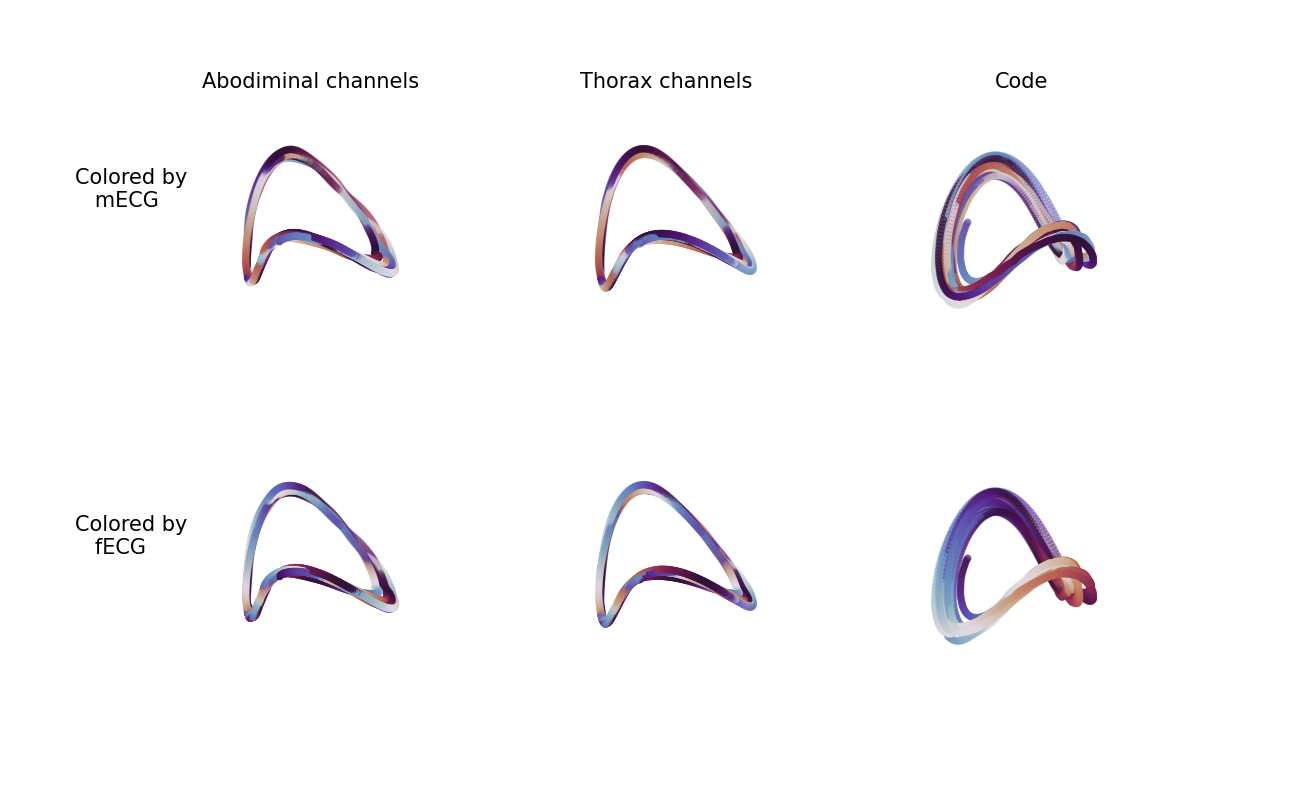 Abodiminal channels
Thorax channels
Code
Colored by
mECG
Colored by
fECG